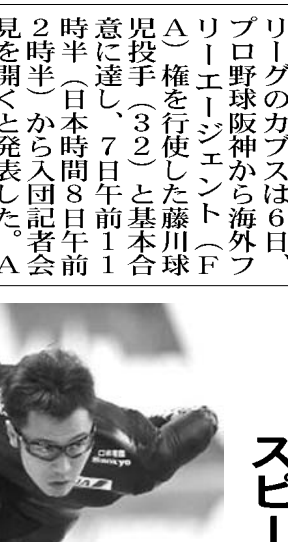 リーグのカブスは６日、
プロ野球阪神から海外フ
リーエージェント（Ｆ
Ａ）権を行使した藤川球
児投手（３２）と基本合
意に達し、７日午前１１
時半（日本時間８日午前
２時半）から入団記者会
見を開くと発表した。Ａ
スピー
Sankyo